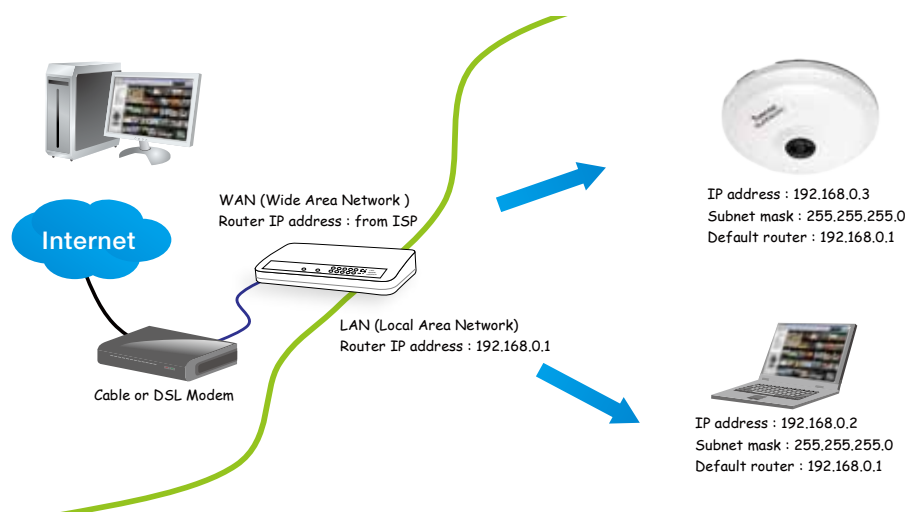 WAN (Wide Area Network )
Router IP address : from ISP
Internet
LAN (Local Area Network)
Router IP address : 192.168.0.1
Cable or DSL Modem
IP address : 192.168.0.3
Subnet mask : 255.255.255.0
Default router : 192.168.0.1
IP address : 192.168.0.2
Subnet mask : 255.255.255.0
Default router : 192.168.0.1